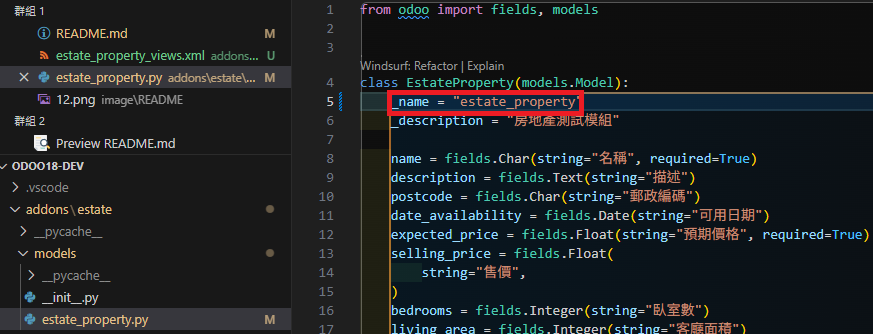 群組 1
README.md M
estate_property_views.xml addons... U
estate_property.py addons\estate\... M
12.png image\README
群組 2
Preview README.md
ODOO18-DEV
.vscode
addons\estate
__pycache__
models
__pycache__
__init__.py
estate_property.py M
1 from odoo import fields, models
2
3
Windsurf: Refactor | Explain
4 class EstateProperty(models.Model):
5 _name = "estate_property"
6 _description = "房地產測試模組"
7
8 name = fields.Char(string="名稱", required=True)
9 description = fields.Text(string="描述")
10 postcode = fields.Char(string="郵政編碼")
11 date_availability = fields.Date(string="可用日期")
12 expected_price = fields.Float(string="預期價格", required=True)
13 selling_price = fields.Float(
14 string="售價",
15 )
16 bedrooms = fields.Integer(string="臥室數")
17 living_area = fields.Integer(string="客廳面積")